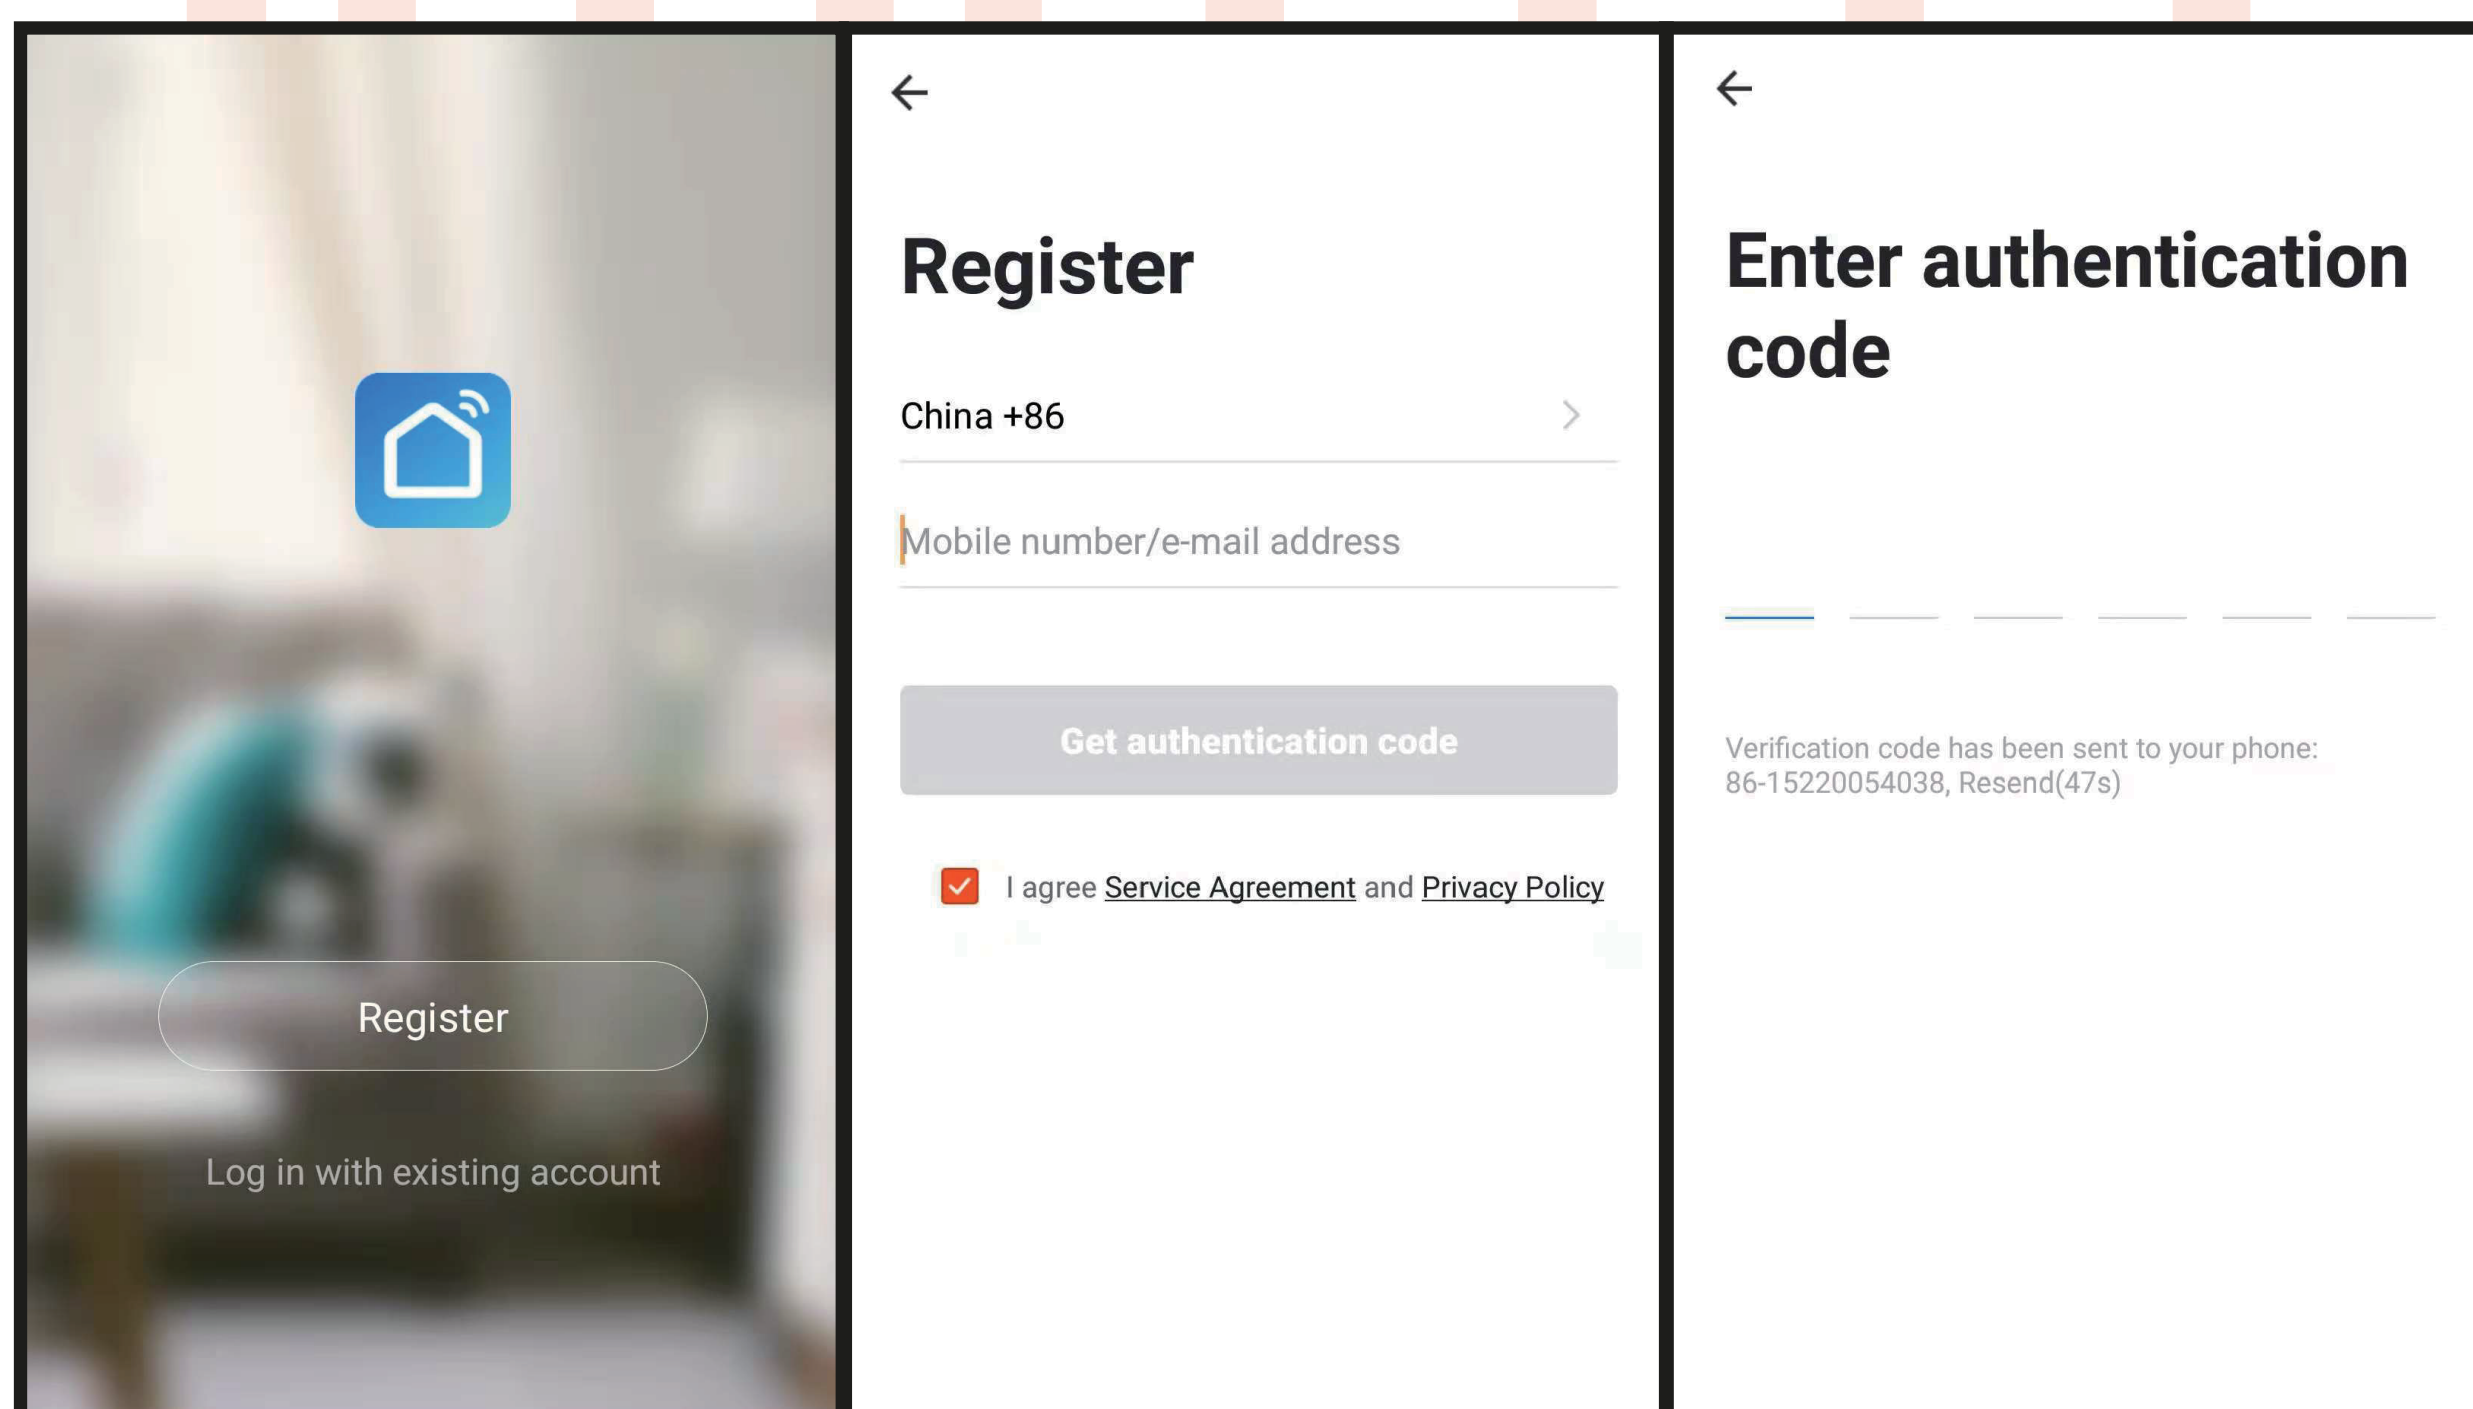 Register
Log in with existing account
Register
China +86
Mobile number/e-mail address
Get authentication code
I agree Service Agreement and Privacy Policy
Enter authentication
code
Verification code has been sent to your phone:
86-15220054038, Resend(47s)